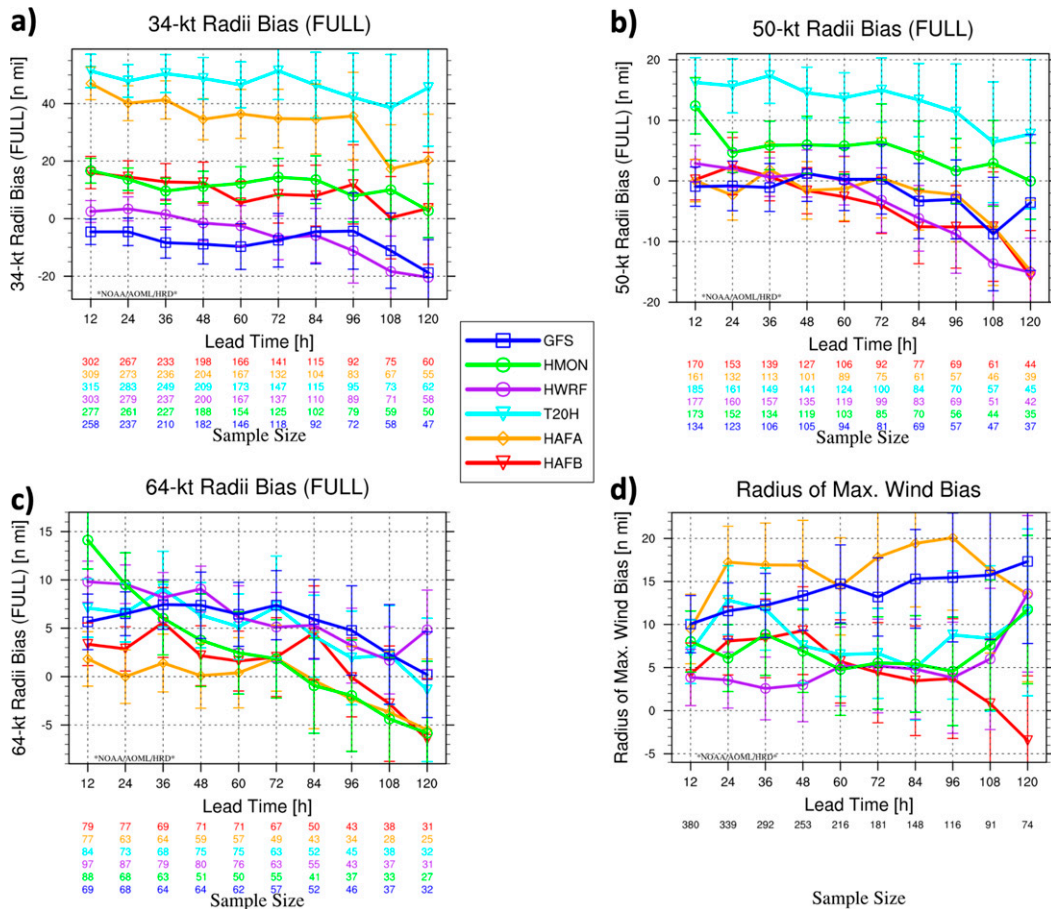 a)
34-kt Radii Bias (FULL)
34-kt Radii Bias (FULL) [n mi]
40
20
0
-20
*NOAA/AOML/HRD*
12 24 36 48 60 72 84 96 108 120
Lead Time [h]
302 267 233 198 166 141 115 92 75 60
309 273 236 204 167 132 104 83 67 55
315 283 249 209 173 147 115 95 73 62
303 279 237 200 167 137 110 89 71 58
277 261 227 188 154 125 102 79 59 50
258 237 210 182 146 118 92 72 58 47
Sample Size
b)
50-kt Radii Bias (FULL)
50-kt Radii Bias (FULL) [n mi]
20
10
0
-10
-20
*NOAA/AOML/HRD*
12 24 36 48 60 72 84 96 108 120
Lead Time [h]
170 153 139 127 106 92 77 69 61 44
161 132 113 101 89 75 61 57 46 39
185 161 149 141 124 100 84 70 57 45
177 160 157 135 119 99 83 69 51 42
173 152 134 119 103 85 70 56 44 35
134 123 106 105 94 81 69 57 47 37
Sample Size
GFS
HMON
HWRF
T20H
HAFA
HAFB
c)
64-kt Radii Bias (FULL)
64-kt Radii Bias (FULL) [n mi]
15
10
5
0
-5
*NOAA/AOML/HRD*
12 24 36 48 60 72 84 96 108 120
Lead Time [h]
79 77 69 71 71 67 50 43 38 31
77 63 64 59 57 49 43 34 28 25
84 73 68 75 75 63 52 45 38 32
97 87 79 80 76 63 55 43 37 31
88 68 63 51 50 55 41 37 33 27
69 68 64 64 62 57 52 46 37 32
Sample Size
d)
Radius of Max. Wind Bias
Radius of Max. Wind Bias [n mi]
20
15
10
5
0
-5
*NOAA/AOML/HRD*
12 24 36 48 60 72 84 96 108 120
Lead Time [h]
380 339 292 253 216 181 148 116 91 74
Sample Size